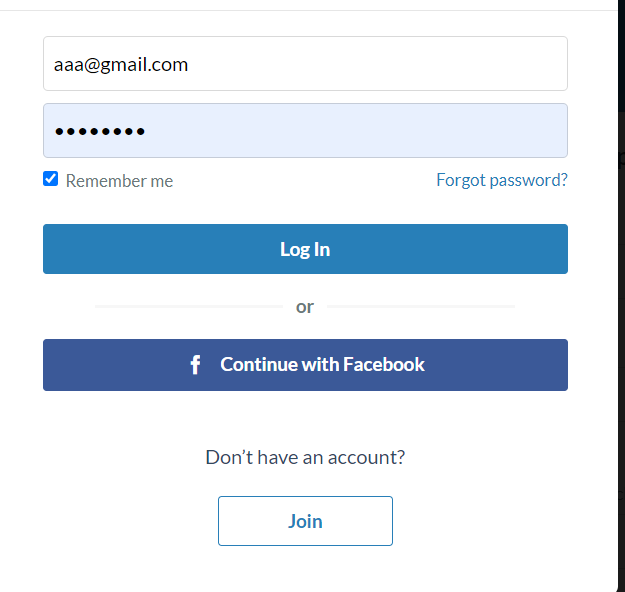 aaa@gmail.com
••••••••
Remember me
Forgot password?
Log In
or
Continue with Facebook
Don’t have an account?
Join